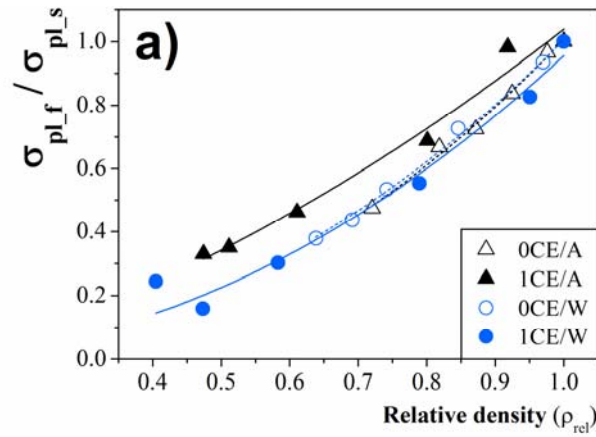 a)
σpl_f / σpl_s
1.0
0.8
0.6
0.4
0.2
0.0
0CE/A
1CE/A
0CE/W
1CE/W
0.4 0.5 0.6 0.7 0.8 0.9 1.0
Relative density (ρrel)